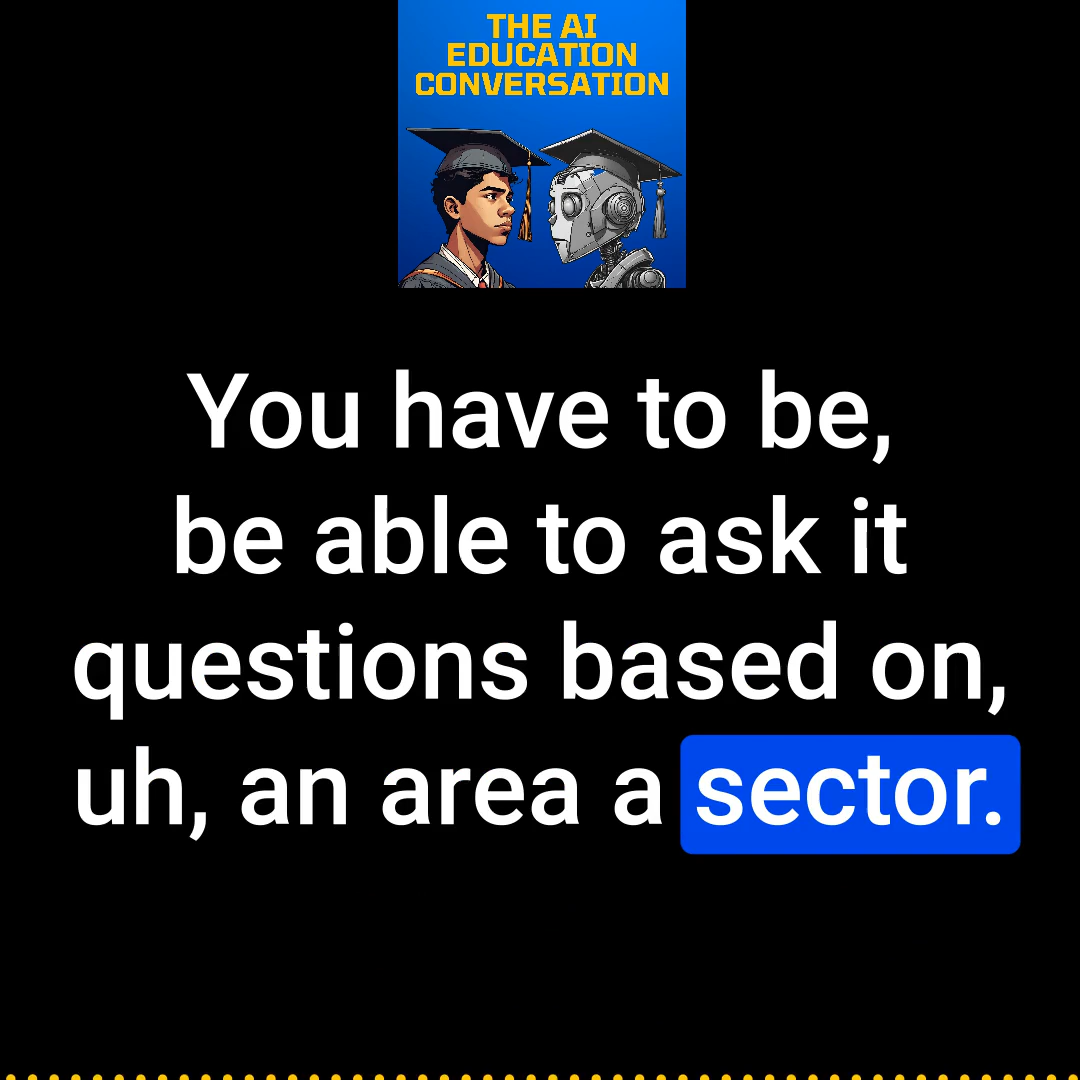 THE AI
EDUCATION
CONVERSATION
You have to be,
be able to ask it
questions based on,
uh, an area a sector.